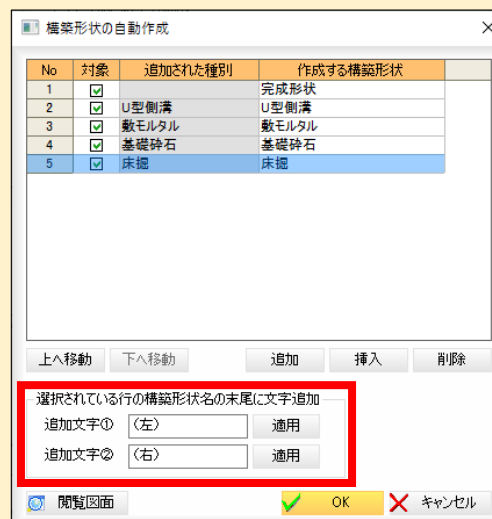 構築形状の自動作成
No 対象 追加された種別 作成する構築形状
1 完成形状
2 U型側溝 U型側溝
3 敷モルタル 敷モルタル
4 基礎砕石 基礎砕石
5 床掘 床掘
上へ移動 下へ移動 追加 挿入 削除
選択されている行の構築形状名の末尾に文字追加
追加文字① (左) 適用
追加文字② (右) 適用
閲覧図面 OK キャンセル